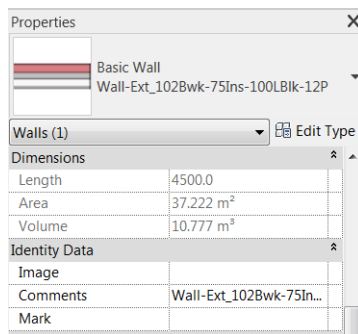 Properties
Basic Wall
Wall-Ext_102Bwk-75Ins-100LBlk-12P
Walls (1) Edit Type
Dimensions
Length 4500.0
Area 37.222 m²
Volume 10.777 m³
Identity Data
Image
Comments Wall-Ext_102Bwk-75In...
Mark